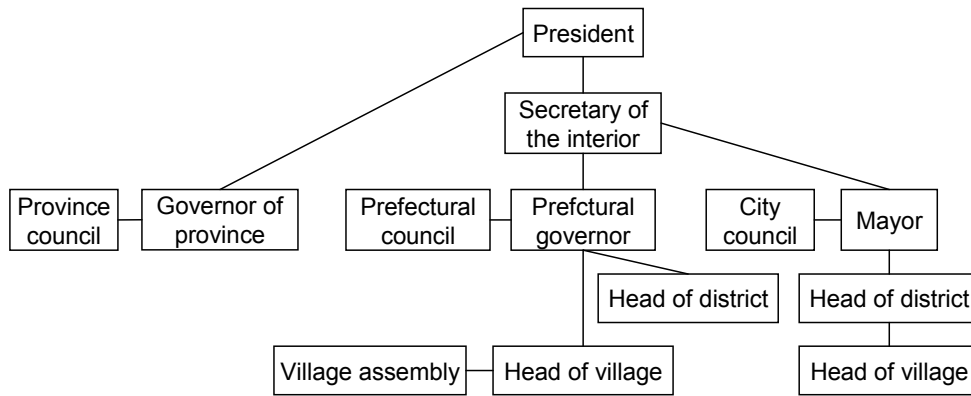 President
Secretary of
the interior
Province
council
Governor of
province
Prefectural
council
Prefctural
governor
City
council
Mayor
Head of district
Head of district
Village assembly
Head of village
Head of village